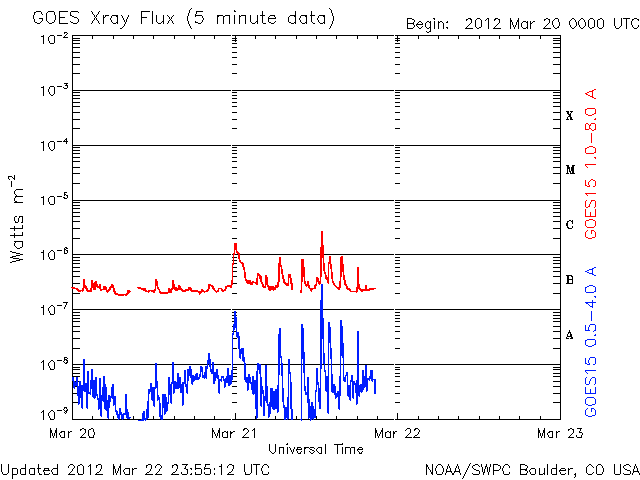 GOES Xray Flux (5 minute data)
Begin: 2012 Mar 20 0000 UTC
10-2
10-3
10-4
10-5
10-6
10-7
10-8
10-9
Watts m-2
X
M
C
B
A
GOES15 1.0-8.0 A
GOES15 0.5-4.0 A
Mar 20
Mar 21
Mar 22
Mar 23
Universal Time
Updated 2012 Mar 22 23:55:12 UTC
NOAA/SWPC Boulder, CO USA